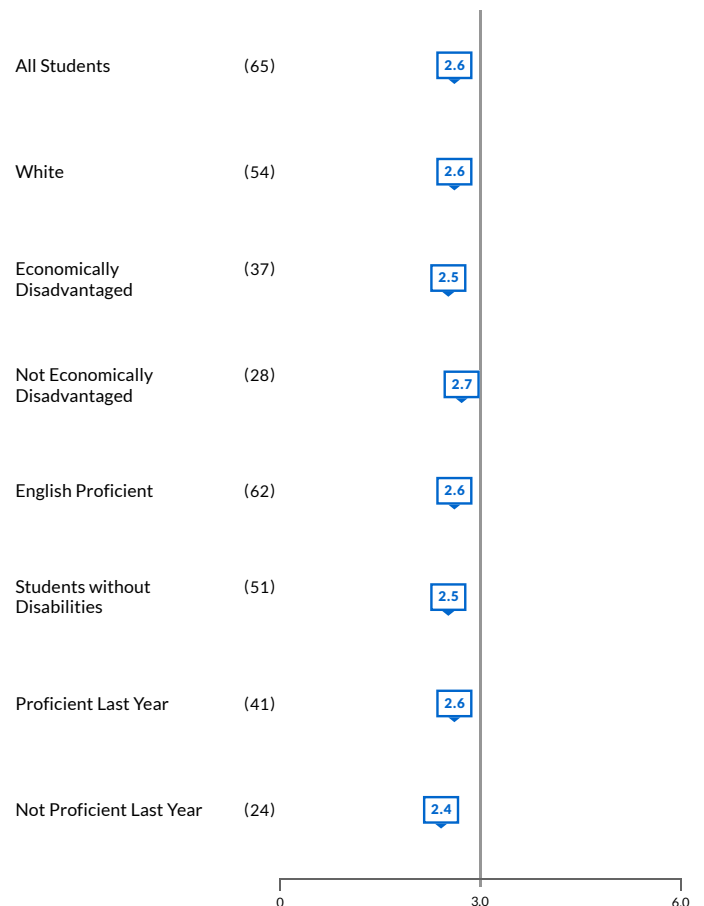 All Students (65) 2.6
White (54) 2.6
Economically (37) 2.5
Disadvantaged
Not Economically (28) 2.7
Disadvantaged
English Proficient (62) 2.6
Students without (51) 2.5
Disabilities
Proficient Last Year (41) 2.6
Not Proficient Last Year (24) 2.4
0 3.0 6.0